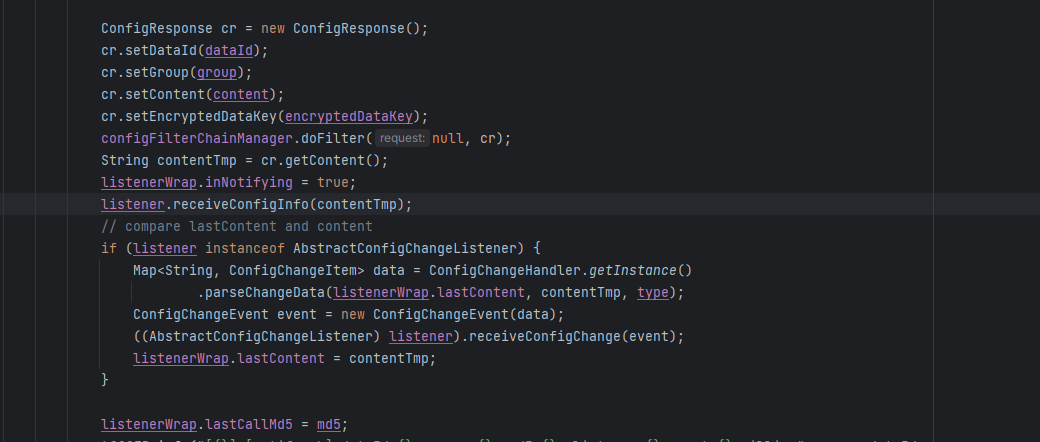 ConfigResponse cr = new ConfigResponse();
cr.setDataId(dataId);
cr.setGroup(group);
cr.setContent(content);
cr.setEncryptedDataKey(encryptedDataKey);
configFilterChainManager.doFilter( request: null, cr);
String contentTmp = cr.getContent();
listenerWrap.inNotifying = true;
listener.receiveConfigInfo(contentTmp);
// compare lastContent and content
if (listener instanceof AbstractConfigChangeListener) {
Map<String, ConfigChangeItem> data = ConfigChangeHandler.getInstance()
.parseChangeData(listenerWrap.lastContent, contentTmp, type);
ConfigChangeEvent event = new ConfigChangeEvent(data);
((AbstractConfigChangeListener) listener).receiveConfigChange(event);
listenerWrap.lastContent = contentTmp;
}
listenerWrap.lastCallMd5 = md5;